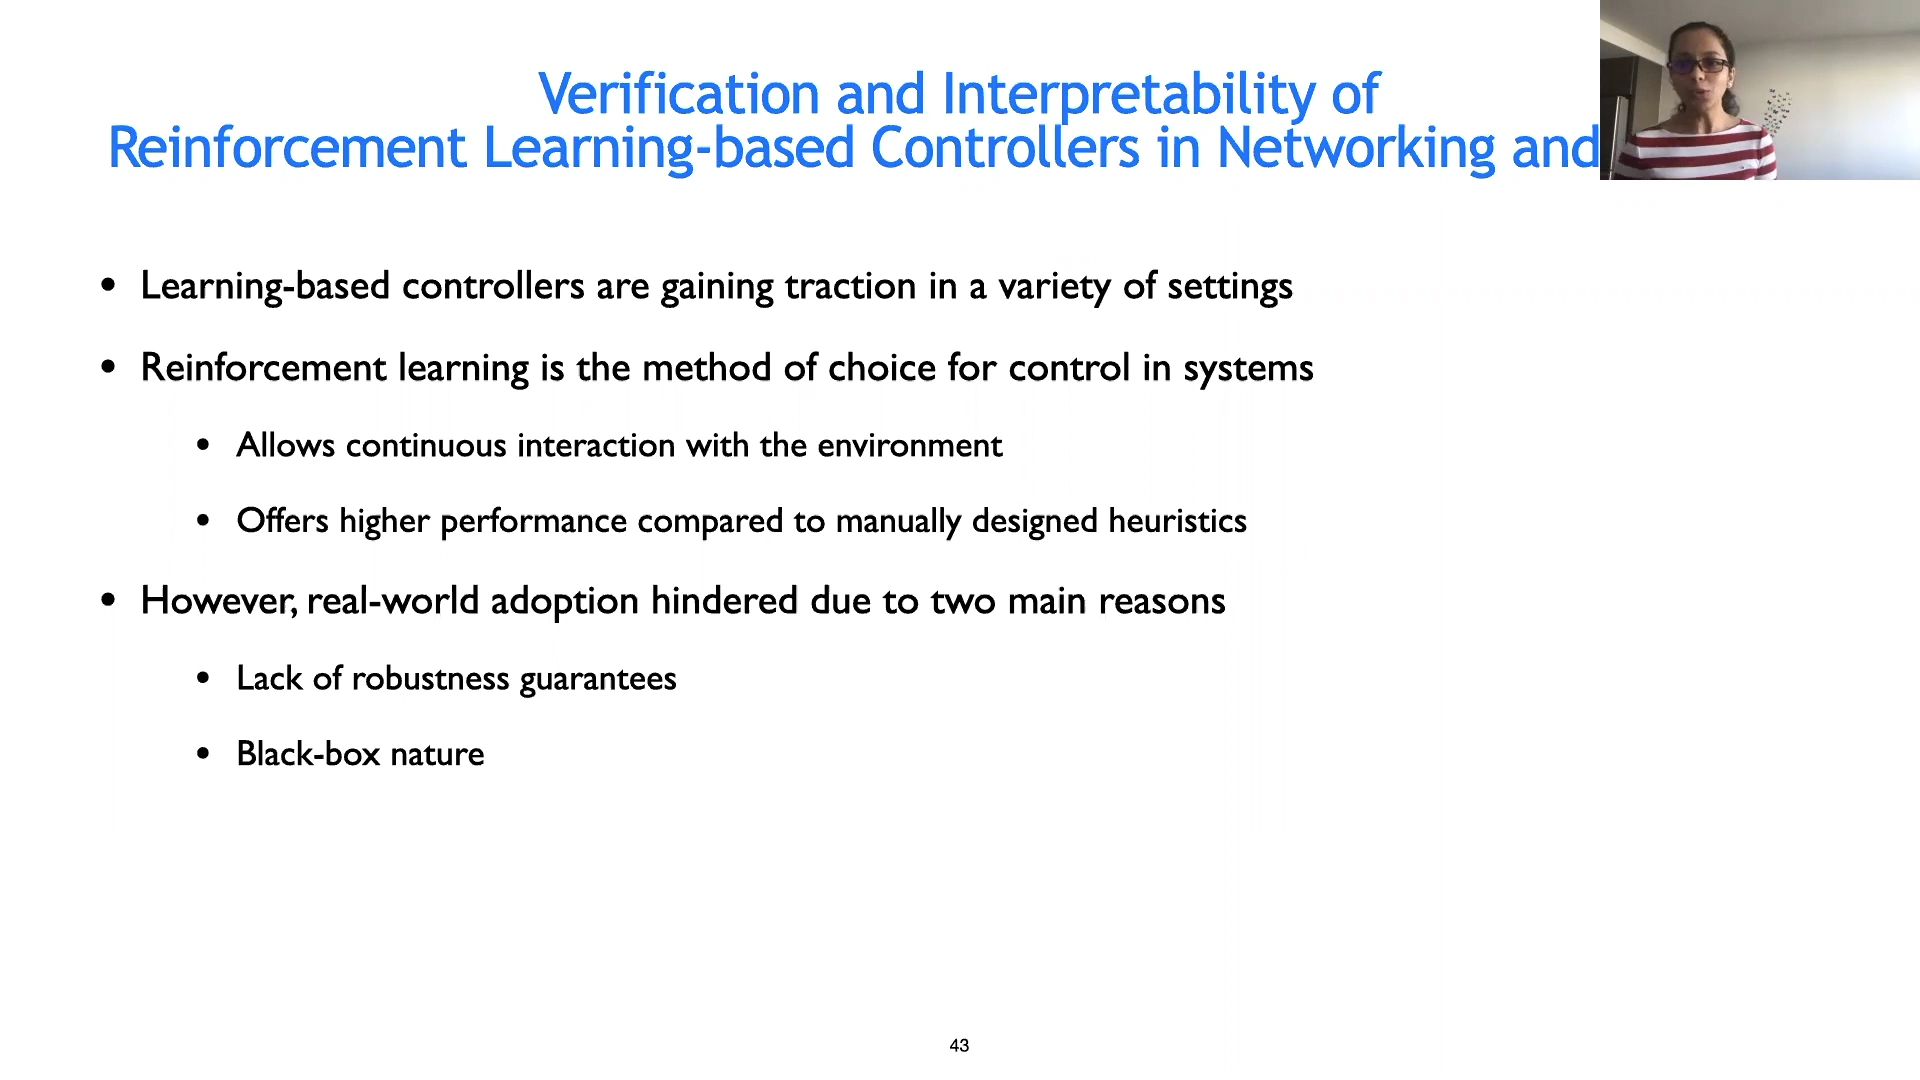 Verification and Interpretability of
Reinforcement Learning-based Controllers in Networking and
• Learning-based controllers are gaining traction in a variety of settings
• Reinforcement learning is the method of choice for control in systems
• Allows continuous interaction with the environment
• Offers higher performance compared to manually designed heuristics
• However, real-world adoption hindered due to two main reasons
• Lack of robustness guarantees
• Black-box nature
43